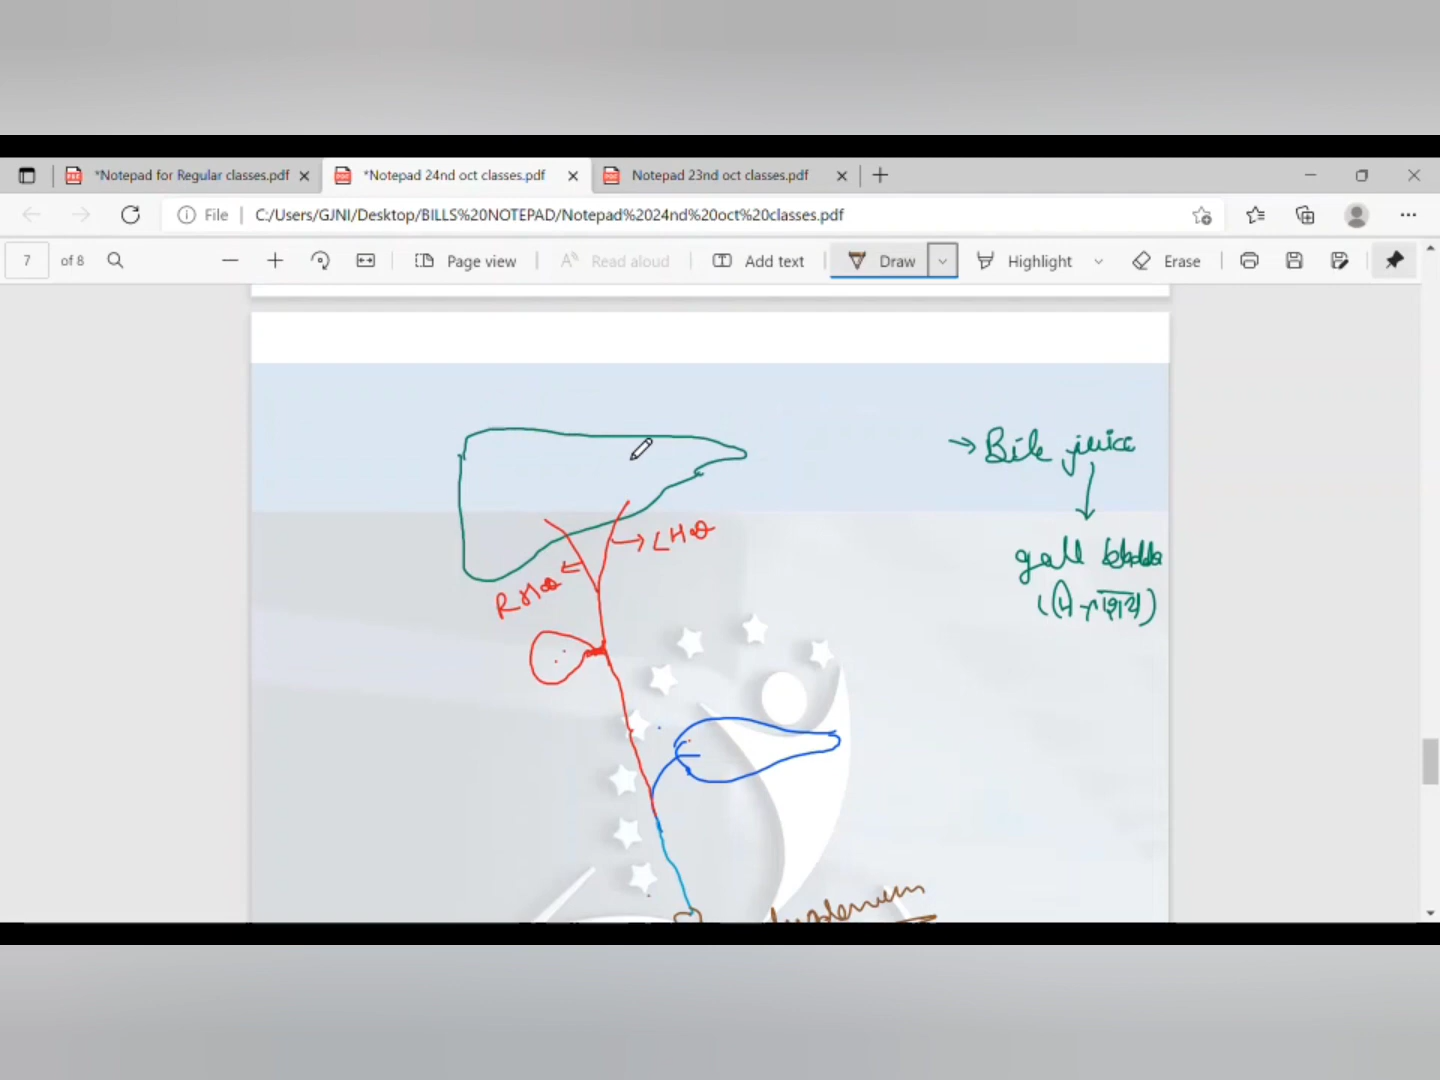 *Notepad for Regular classes.pdf
*Notepad 24nd oct classes.pdf
Notepad 23nd oct classes.pdf
File
C:/Users/GJNI/Desktop/BILLS%20NOTEPAD/Notepad%2024nd%20oct%20classes.pdf
7 of 8
Page view
Read aloud
Add text
Draw
Highlight
Erase
→ Bile juice
→ LHD
gall
RHD